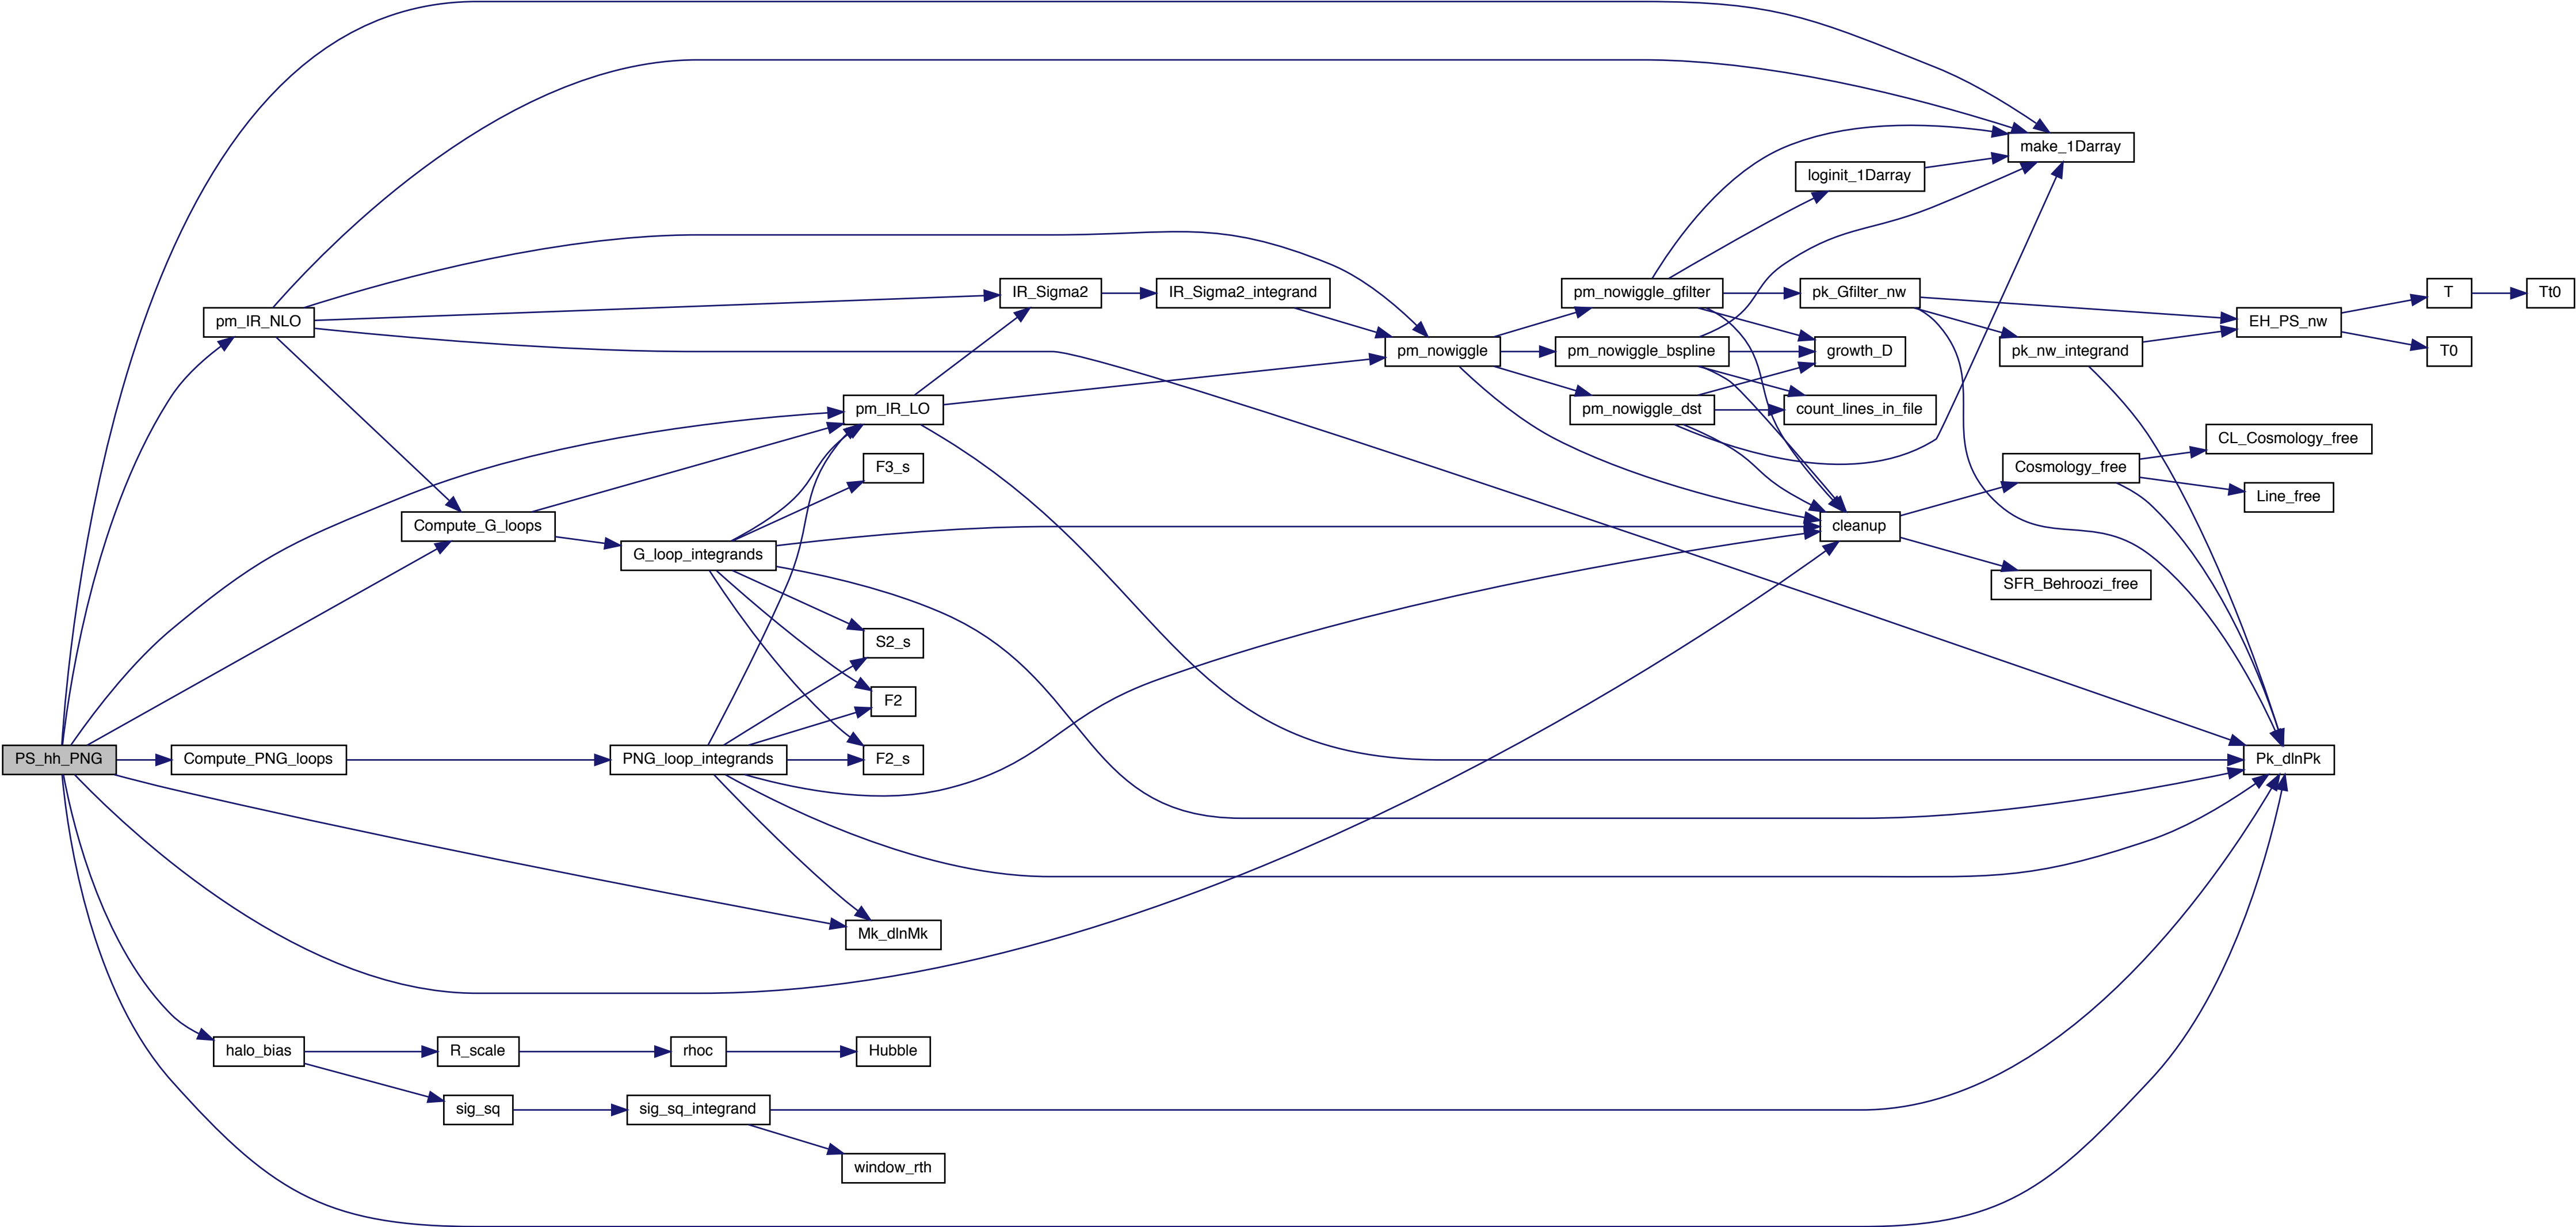 make_1Darray
loginit_1Darray
pm_IR_NLO
IR_Sigma2
IR_Sigma2_integrand
pm_nowiggle_gfilter
pk_Gfilter_nw
EH_PS_nw
T
Tt0
pm_nowiggle
pm_nowiggle_bspline
growth_D
pk_nw_integrand
T0
pm_IR_LO
pm_nowiggle_dst
count_lines_in_file
CL_Cosmology_free
F3_s
Cosmology_free
Line_free
Compute_G_loops
G_loop_integrands
cleanup
SFR_Behroozi_free
S2_s
F2
PS_hh_PNG
Compute_PNG_loops
PNG_loop_integrands
F2_s
Pk_dlnPk
Mk_dlnMk
halo_bias
R_scale
rhoc
Hubble
sig_sq
sig_sq_integrand
window_rth